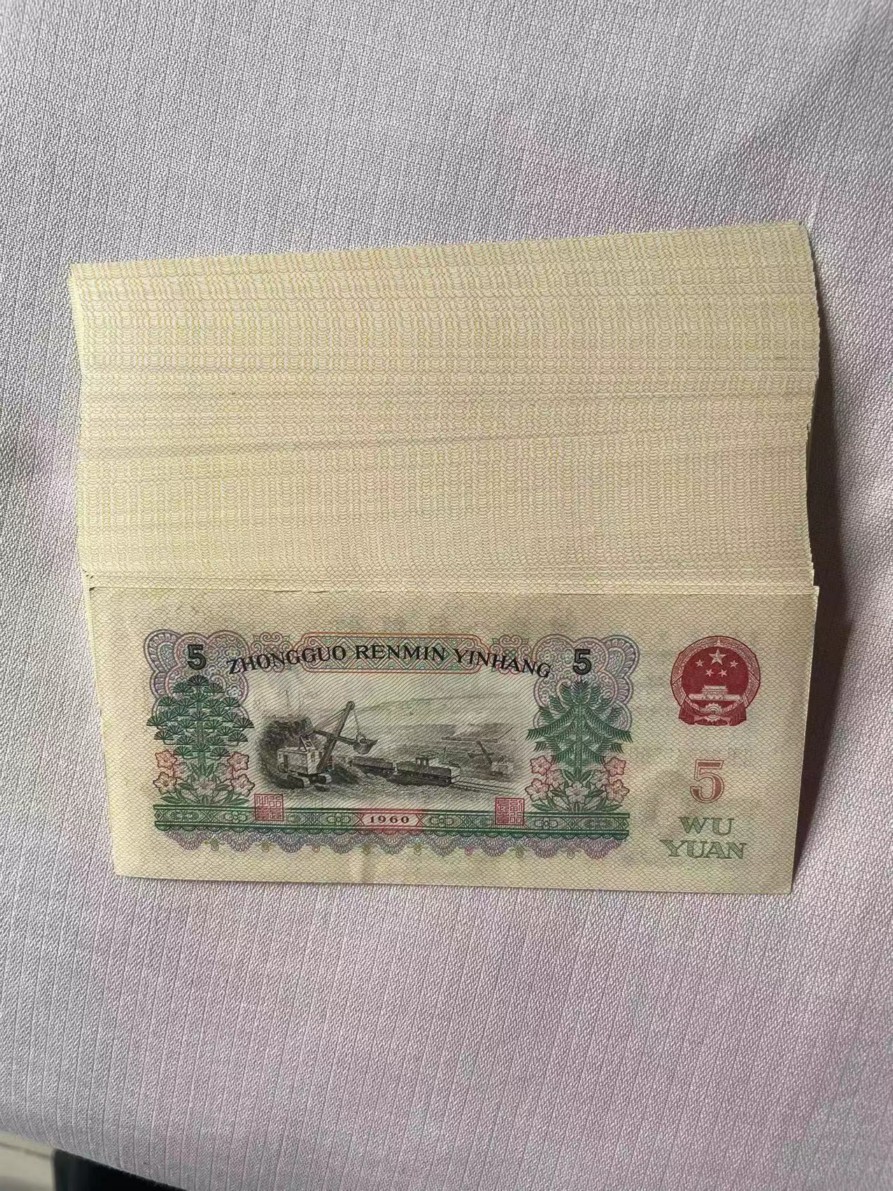 5 ZHONGGUO RENMIN YINHANG 5
1960
5
WU
YUAN